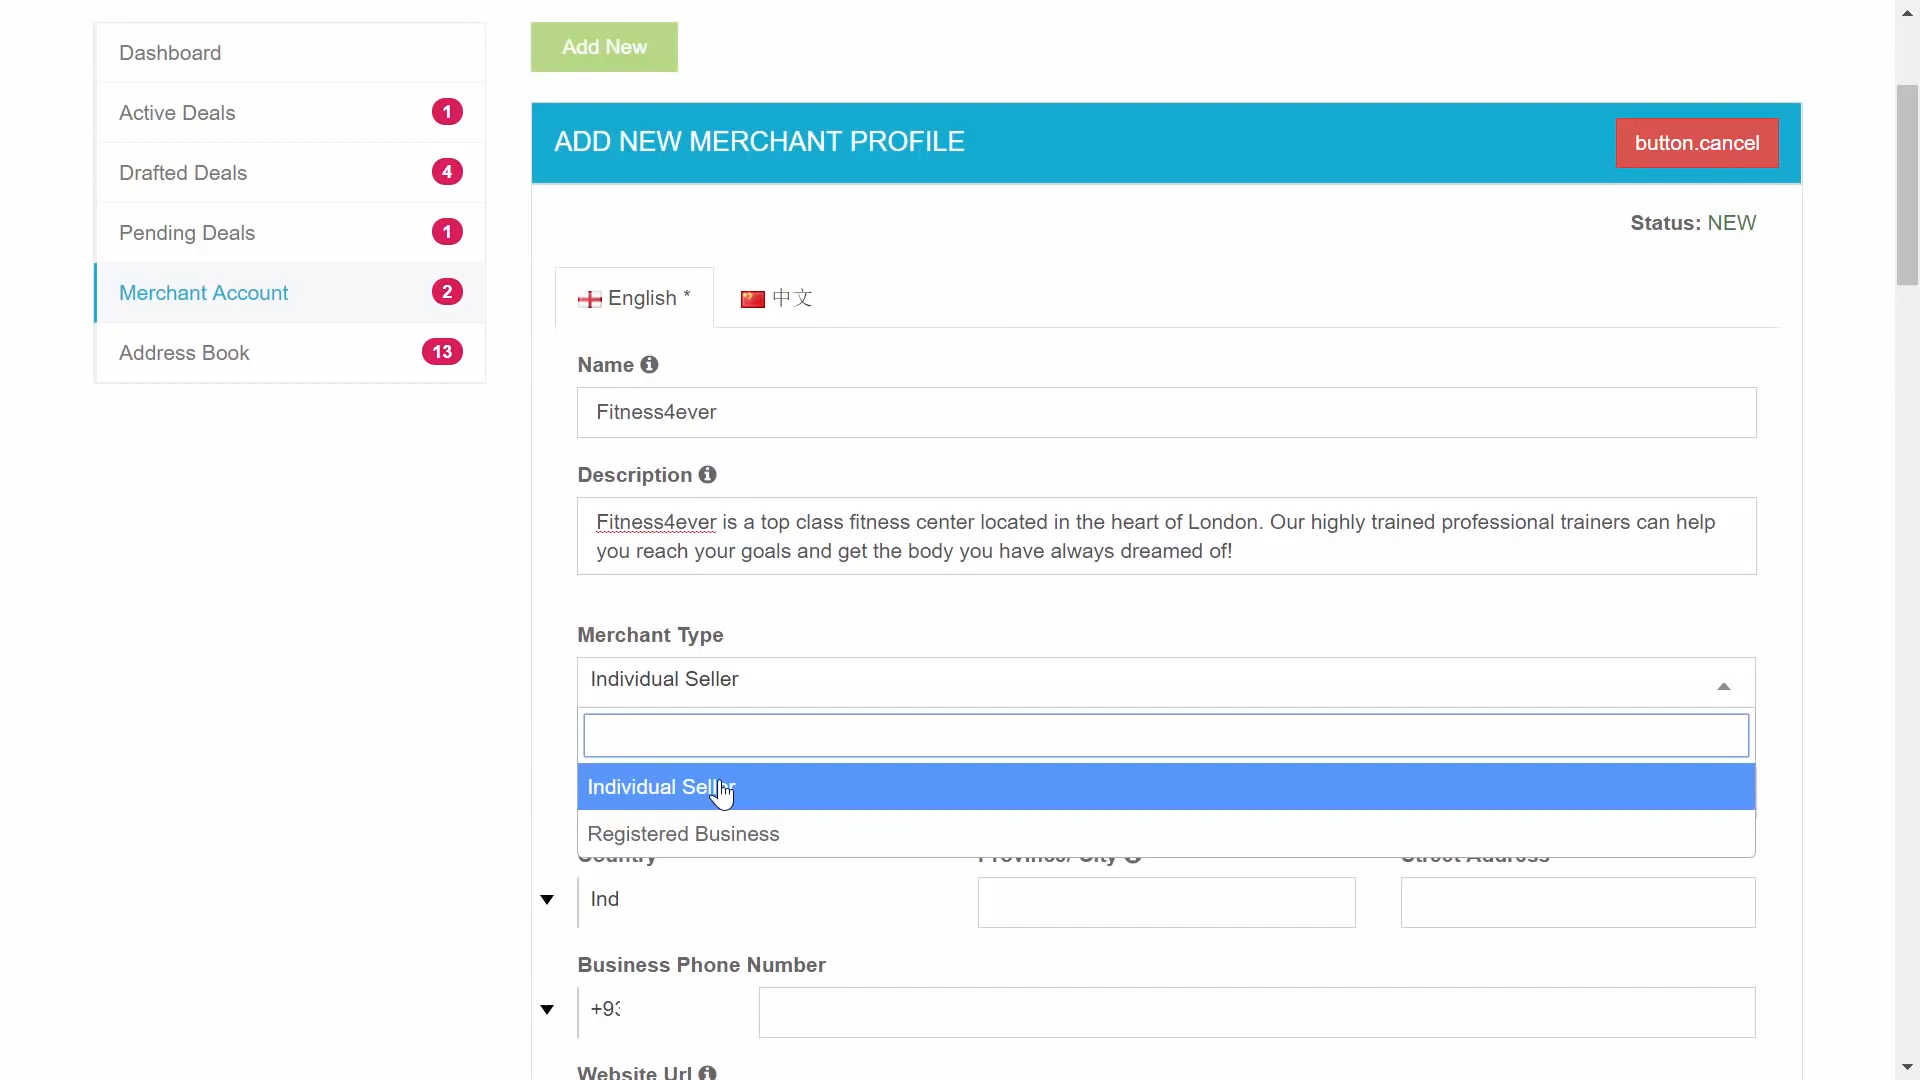 Dashboard
Active Deals 1
Drafted Deals 4
Pending Deals 1
Merchant Account 2
Address Book 13
Add New
ADD NEW MERCHANT PROFILE
button.cancel
Status: NEW
English *
中文
Name
Fitness4ever
Description
Fitness4ever is a top class fitness center located in the heart of London. Our highly trained professional trainers can help
you reach your goals and get the body you have always dreamed of!
Merchant Type
Individual Seller
Individual Seller
Registered Business
Country Province/ City Street Address
Ind
Business Phone Number
+93
Website Url